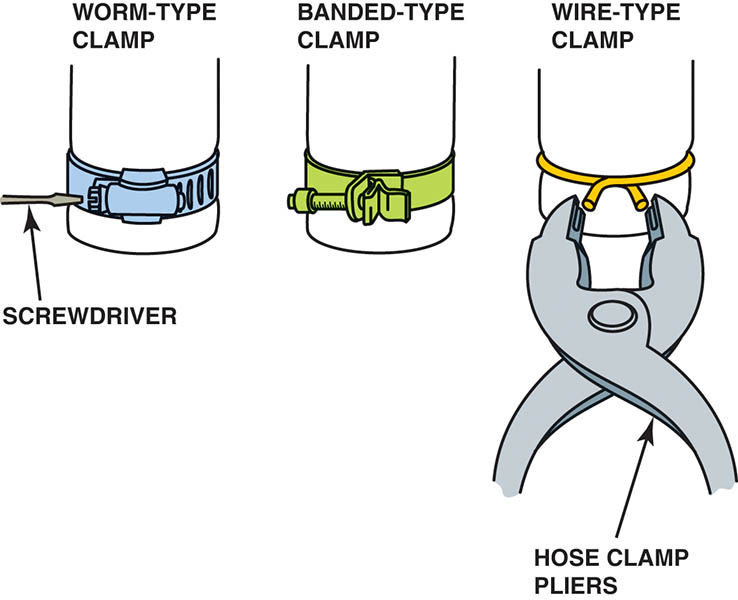 WORM-TYPE
CLAMP
BANDED-TYPE
CLAMP
WIRE-TYPE
CLAMP
SCREWDRIVER
HOSE CLAMP
PLIERS